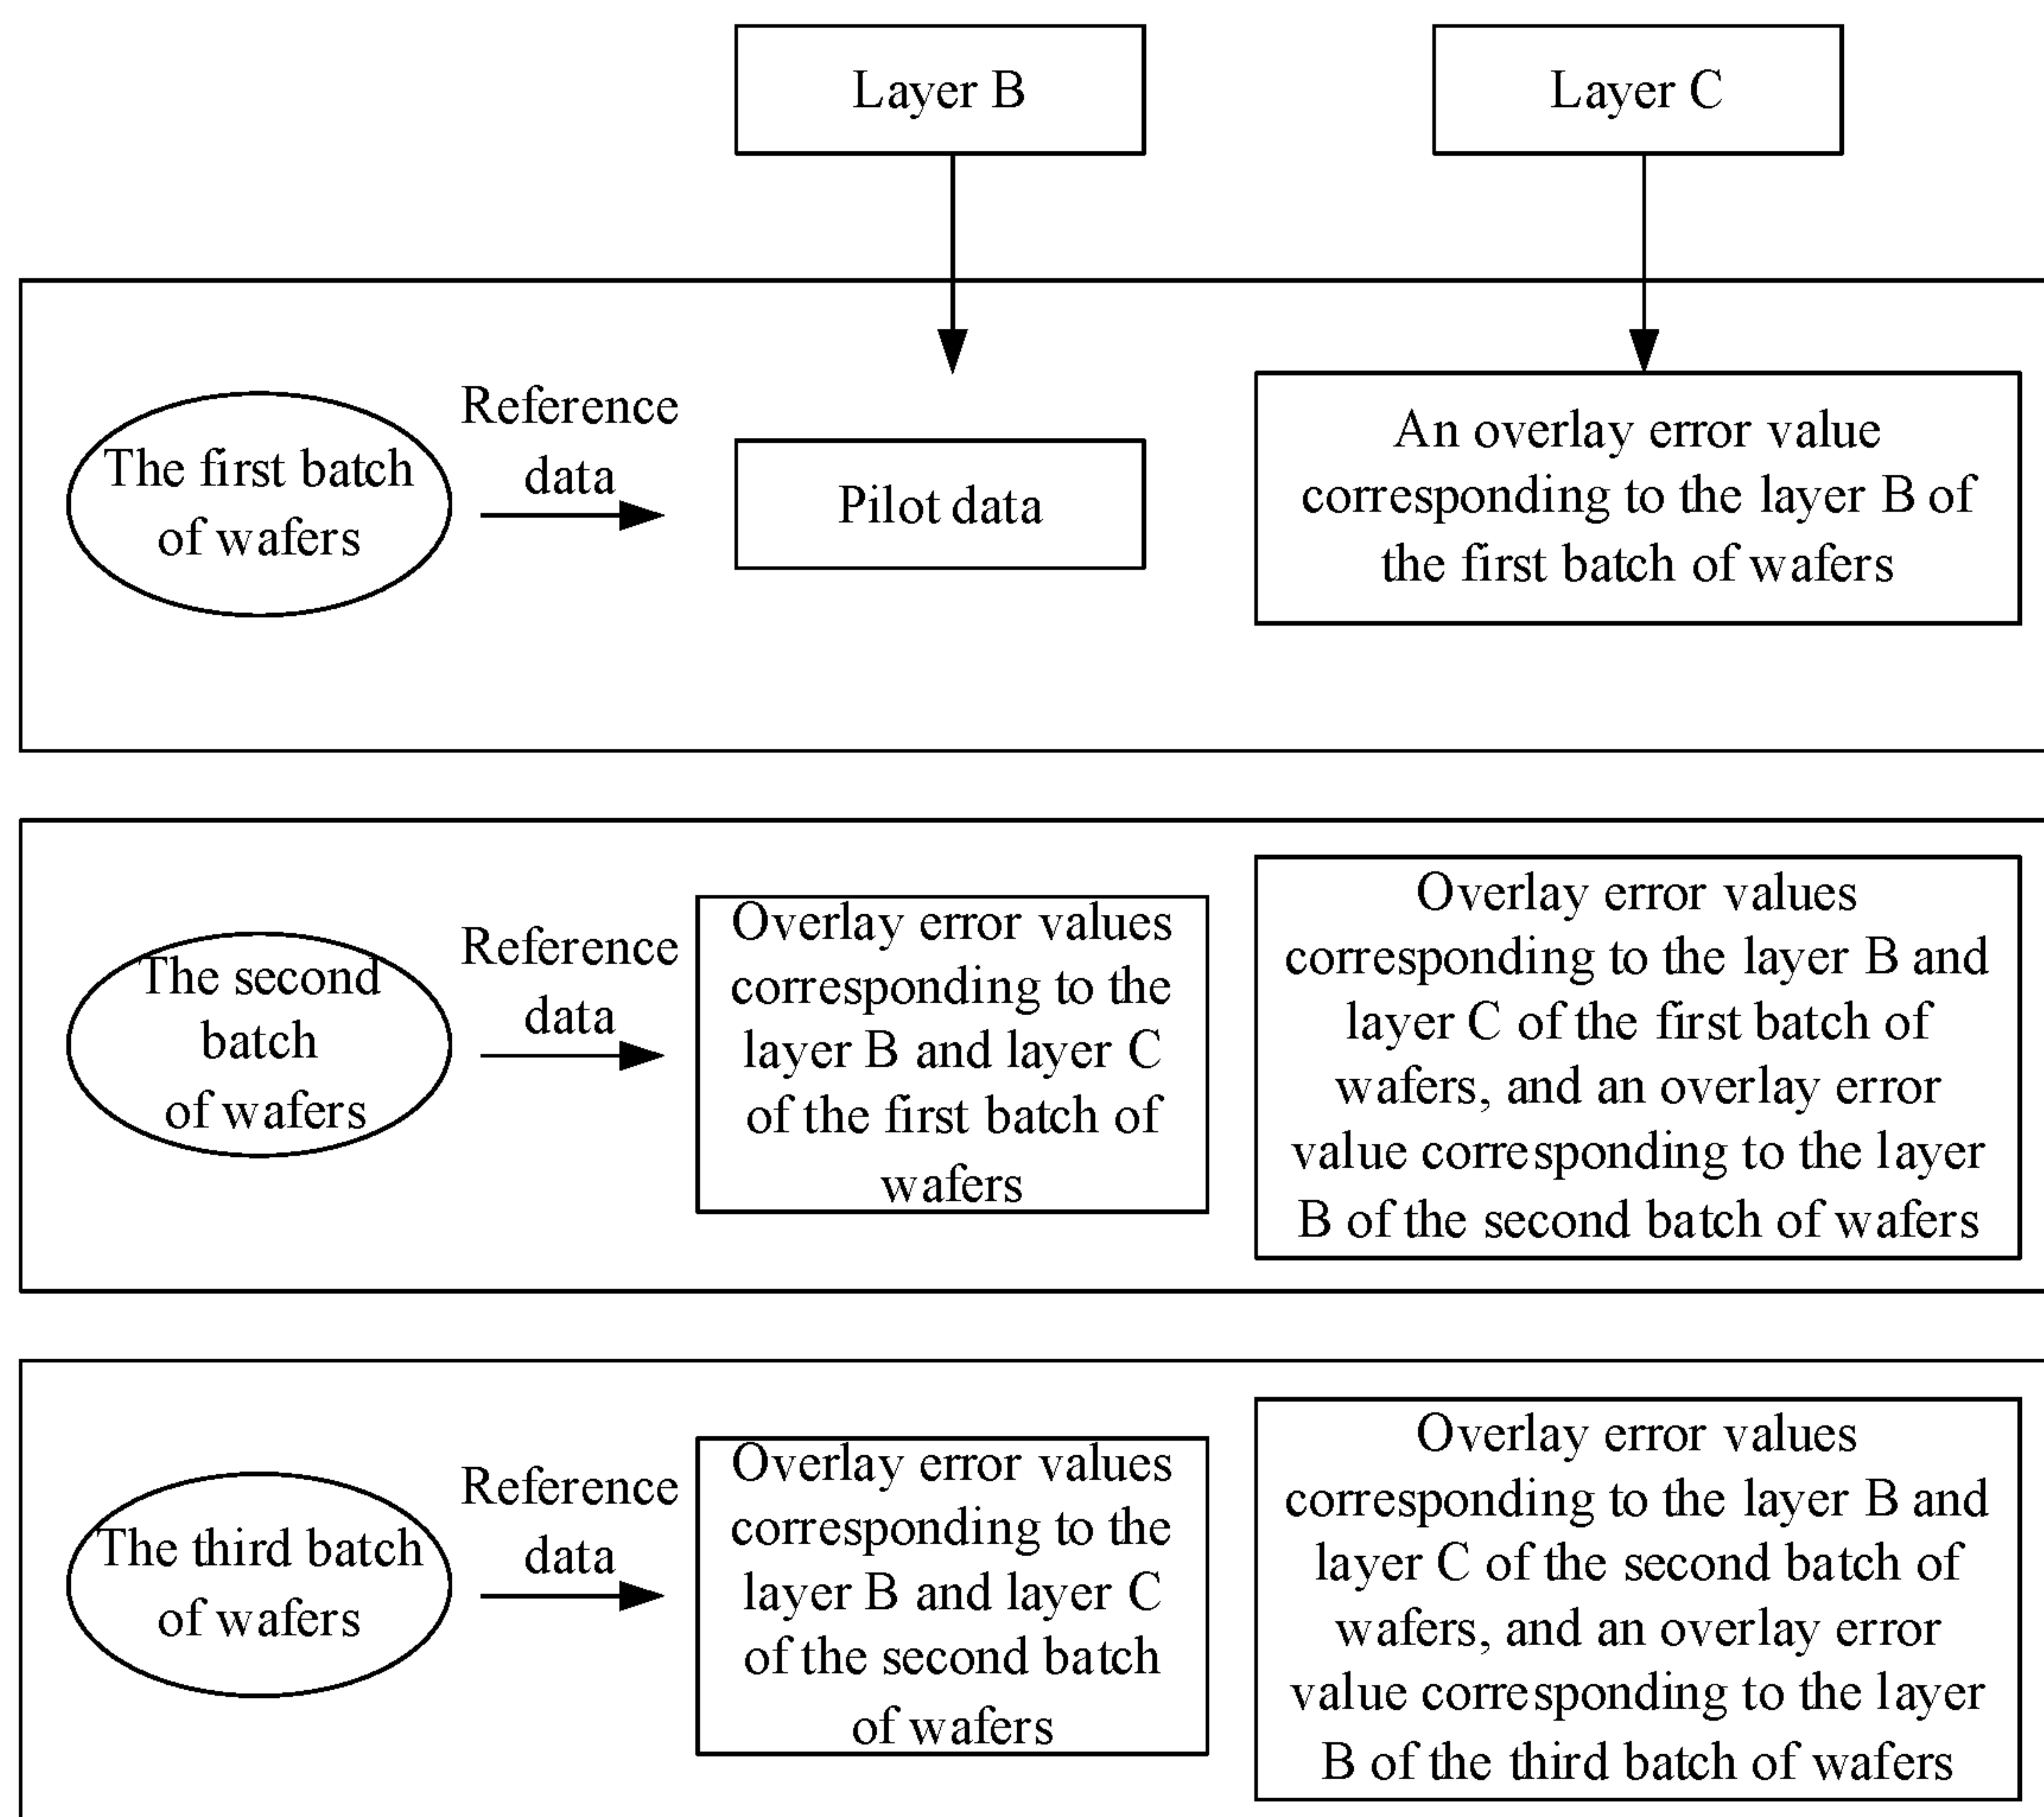 Layer B
Layer C
The first batch
of wafers
Reference
data
Pilot data
An overlay error value
corresponding to the layer B of
the first batch of wafers
The second
batch
of wafers
Reference
data
Overlay error values
corresponding to the
layer B and layer C
of the first batch of
wafers
Overlay error values
corresponding to the layer B and
layer C of the first batch of
wafers, and an overlay error
value corresponding to the layer
B of the second batch of wafers
The third batch
of wafers
Reference
data
Overlay error values
corresponding to the
layer B and layer C
of the second batch
of wafers
Overlay error values
corresponding to the layer B and
layer C of the second batch of
wafers, and an overlay error
value corresponding to the layer
B of the third batch of wafers